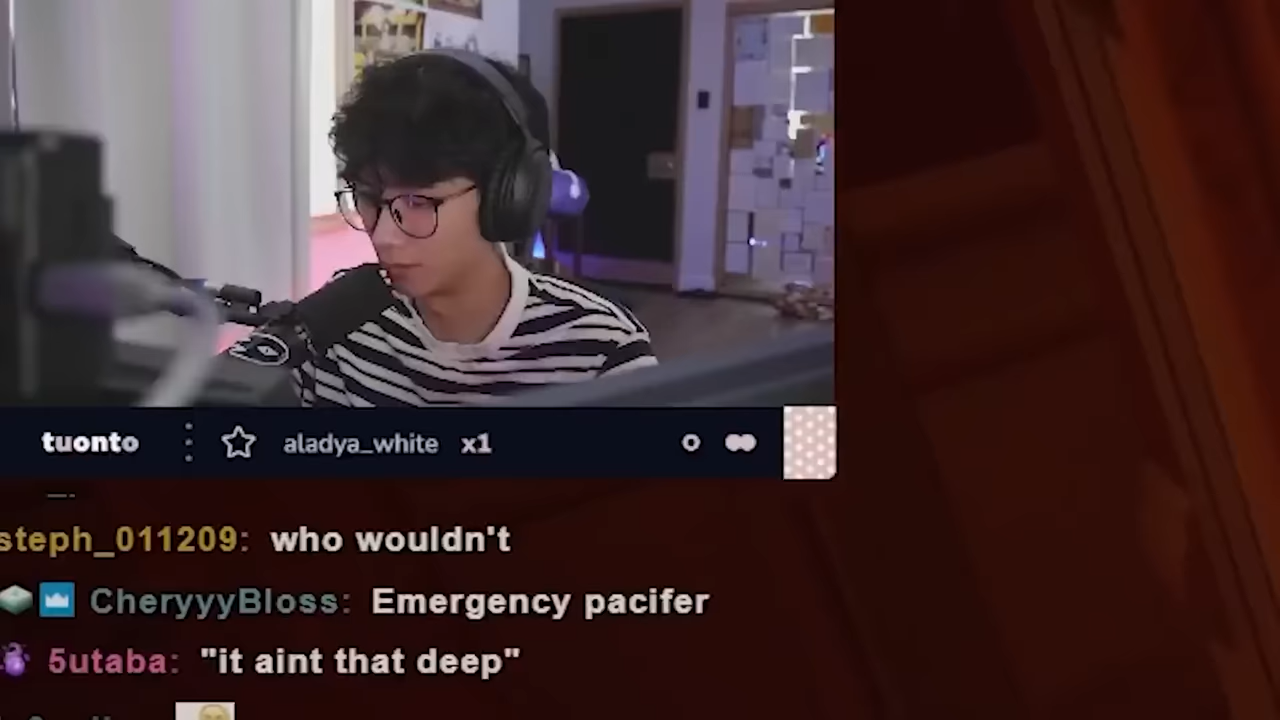 tuonto
aladya_white x1
steph_011209: who wouldn't
CheryyyBloss: Emergency pacifer
5utaba: "it aint that deep"